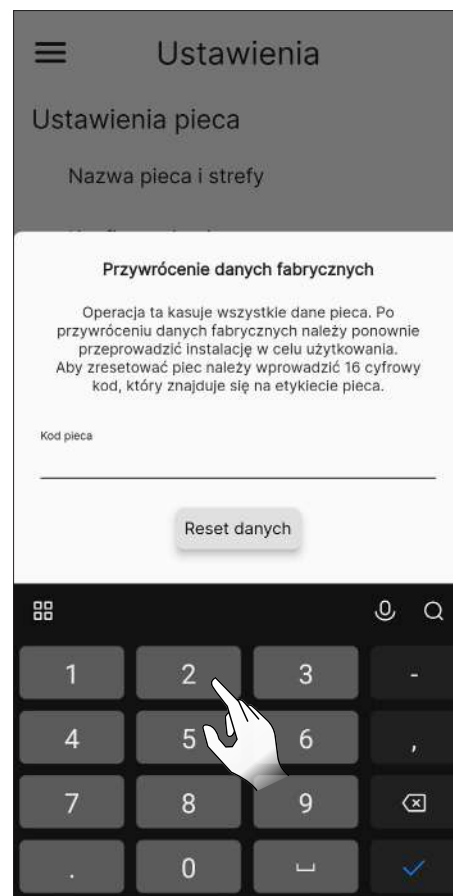 Ustawienia
Ustawienia pieca
Nazwa pieca i strefy
Przywrócenie danych fabrycznych
Operacja ta kasuje wszystkie dane pieca. Po
przywróceniu danych fabrycznych należy ponownie
przeprowadzić instalację w celu użytkowania.
Aby zresetować piec należy wprowadzić 16 cyfrowy
kod, który znajduje się na etykiecie pieca.
Kod pieca
Reset danych
1 2 3 -
4 5 6 ,
7 8 9
. 0